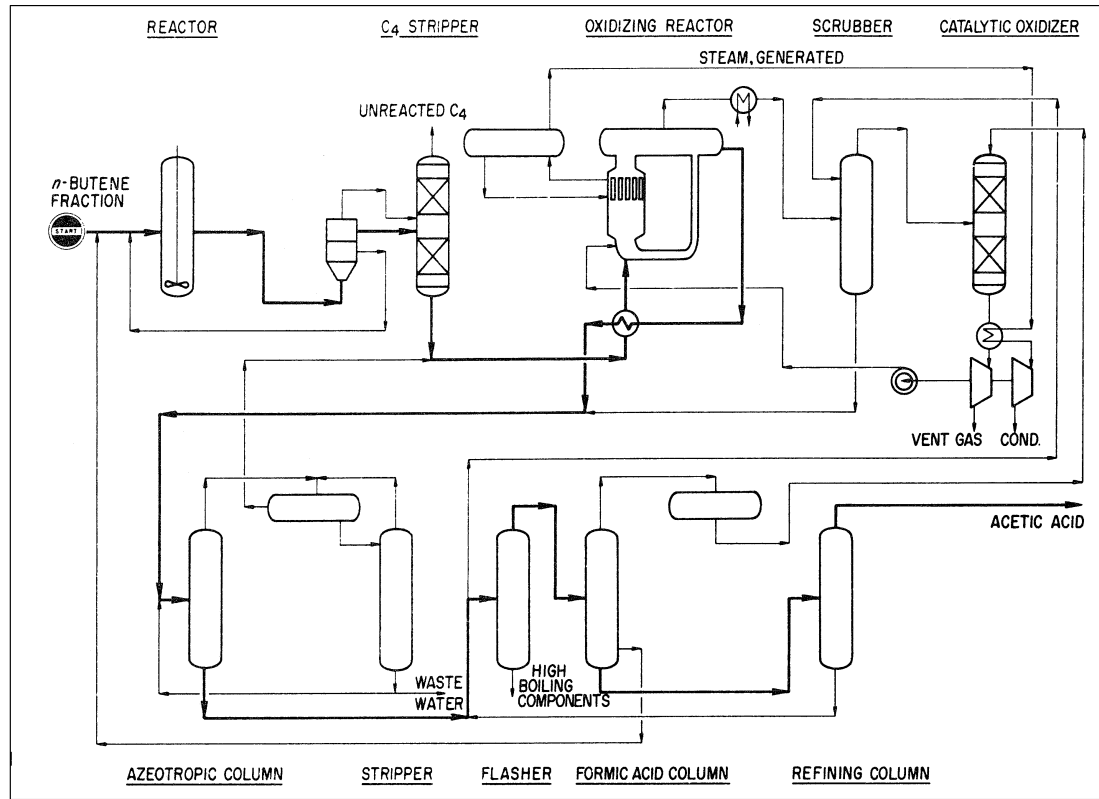 REACTOR
C4 STRIPPER
OXIDIZING REACTOR
SCRUBBER
CATALYTIC OXIDIZER
STEAM, GENERATED
UNREACTED C4
n-BUTENE
FRACTION
START
VENT GAS
COND.
ACETIC ACID
WASTE
WATER
HIGH
BOILING
COMPONENTS
AZEOTROPIC COLUMN
STRIPPER
FLASHER
FORMIC ACID COLUMN
REFINING COLUMN